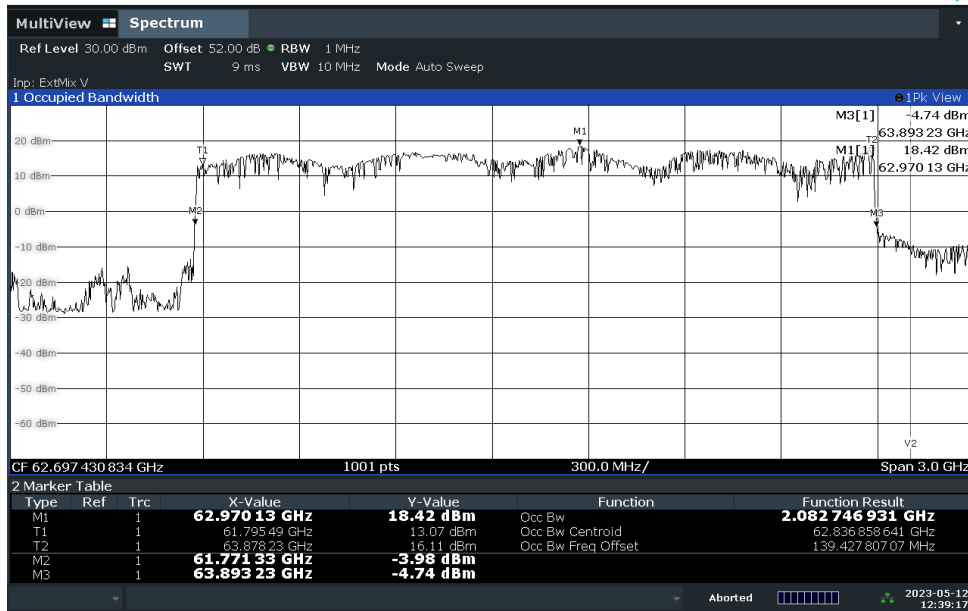 MultiView Spectrum
Ref Level 30.00 dBm Offset 52.00 dB RBW 1 MHz
SWT 9 ms VBW 10 MHz Mode Auto Sweep
Inp: ExtMix V
1 Occupied Bandwidth 1Pk View
M3[1] -4.74 dBm
63.893 23 GHz
M1[1] 18.42 dBm
62.970 13 GHz
M1
T1
T2
M2
M3
20 dBm
10 dBm
0 dBm
-10 dBm
-20 dBm
-30 dBm
-40 dBm
-50 dBm
-60 dBm
V2
CF 62.697 430 834 GHz 1001 pts 300.0 MHz/ Span 3.0 GHz
2 Marker Table
Type Ref Trc X-Value Y-Value Function Function Result
M1 1 62.970 13 GHz 18.42 dBm Occ Bw 2.082 746 931 GHz
T1 1 61.795 49 GHz 13.07 dBm Occ Bw Centroid 62.836 858 641 GHz
T2 1 63.878 23 GHz 16.11 dBm Occ Bw Freq Offset 139.427 807 07 MHz
M2 1 61.771 33 GHz -3.98 dBm
M3 1 63.893 23 GHz -4.74 dBm
Aborted 2023-05-12
12:39:17